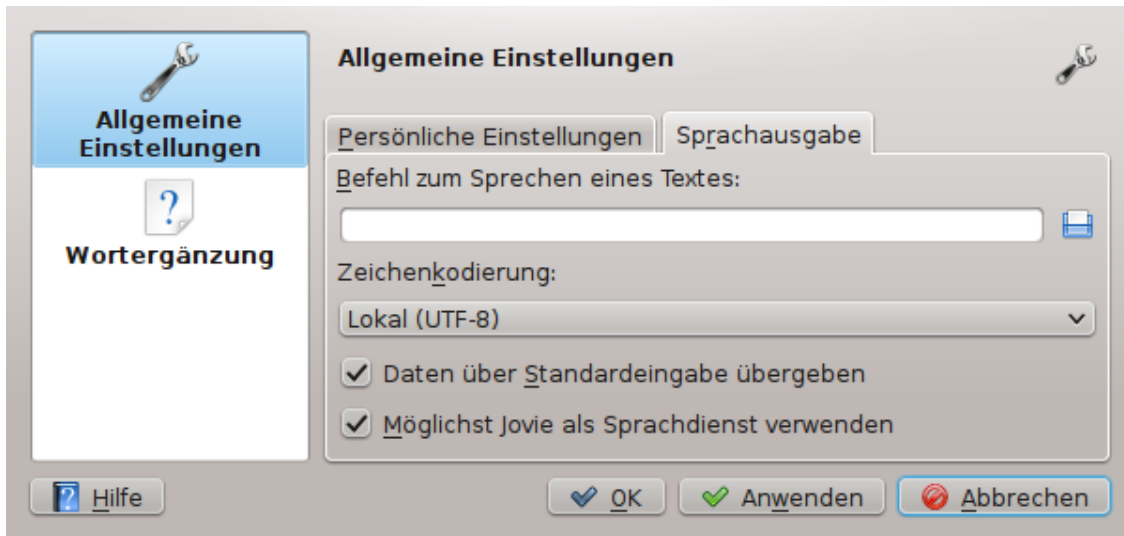 Allgemeine
Einstellungen
Wortergänzung
Allgemeine Einstellungen
Persönliche Einstellungen
Sprachausgabe
Befehl zum Sprechen eines Textes:
Zeichenkodierung:
Lokal (UTF-8)
Daten über Standardeingabe übergeben
Möglichst Jovie als Sprachdienst verwenden
Hilfe
OK
Anwenden
Abbrechen